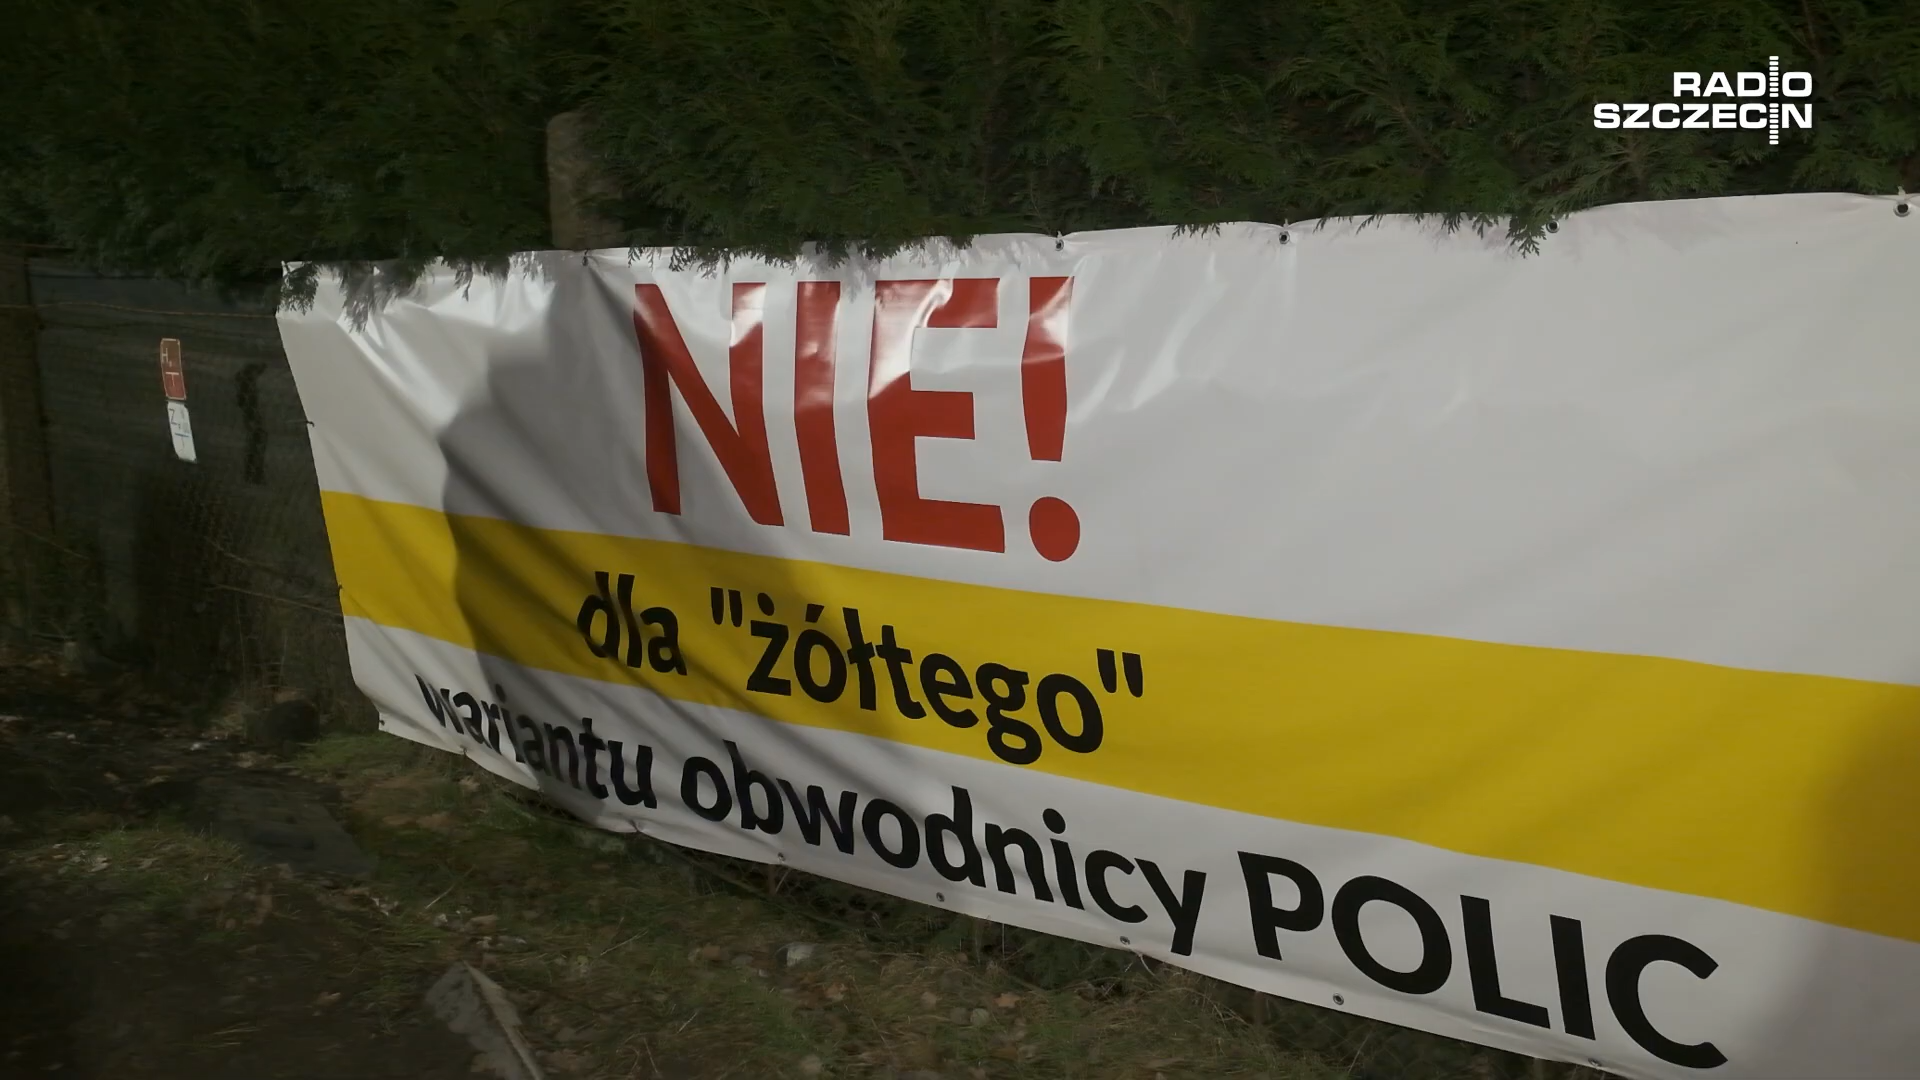 RADIO
SZCZECIN
NIE!
dla "żółtego"
wariantu obwodnicy POLIC